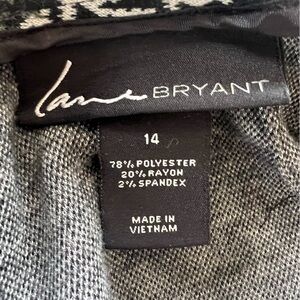 Lane BRYANT
14
78% POLYESTER
20% RAYON
2% SPANDEX
MADE IN
VIETNAM